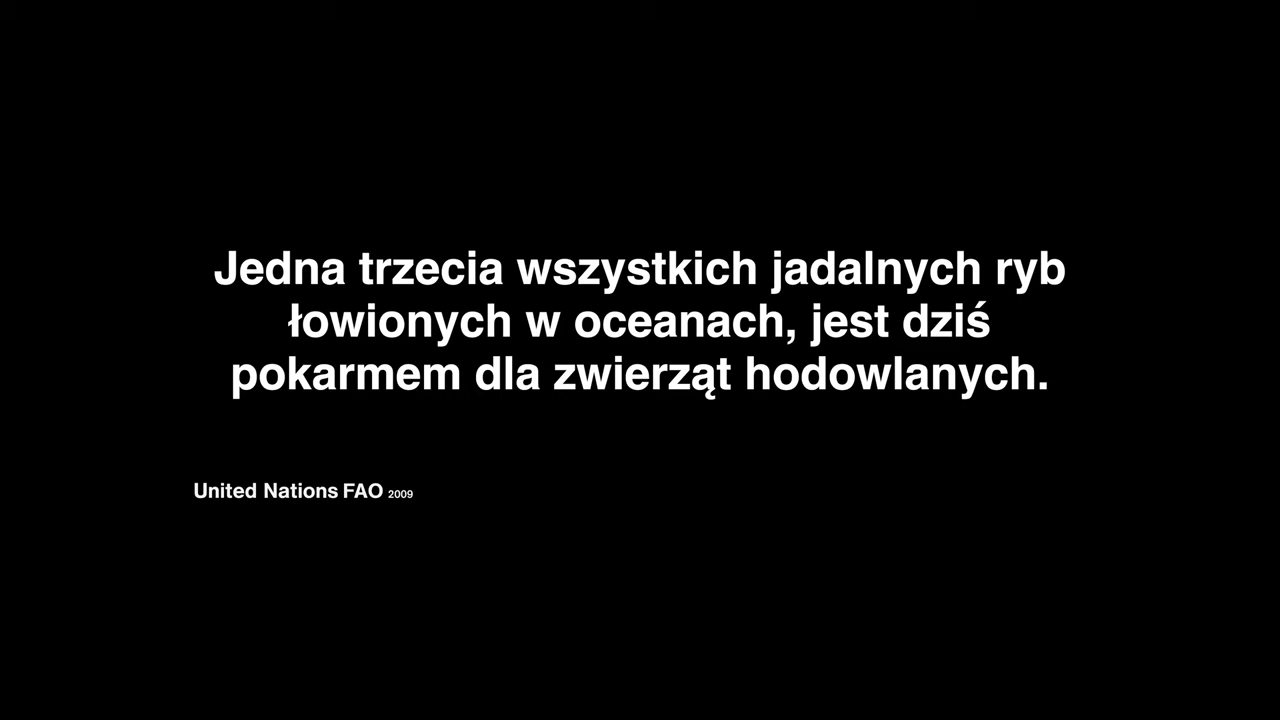 Jedna trzecia wszystkich jadalnych ryb
łowionych w oceanach, jest dziś
pokarmem dla zwierząt hodowlanych.
United Nations FAO 2009